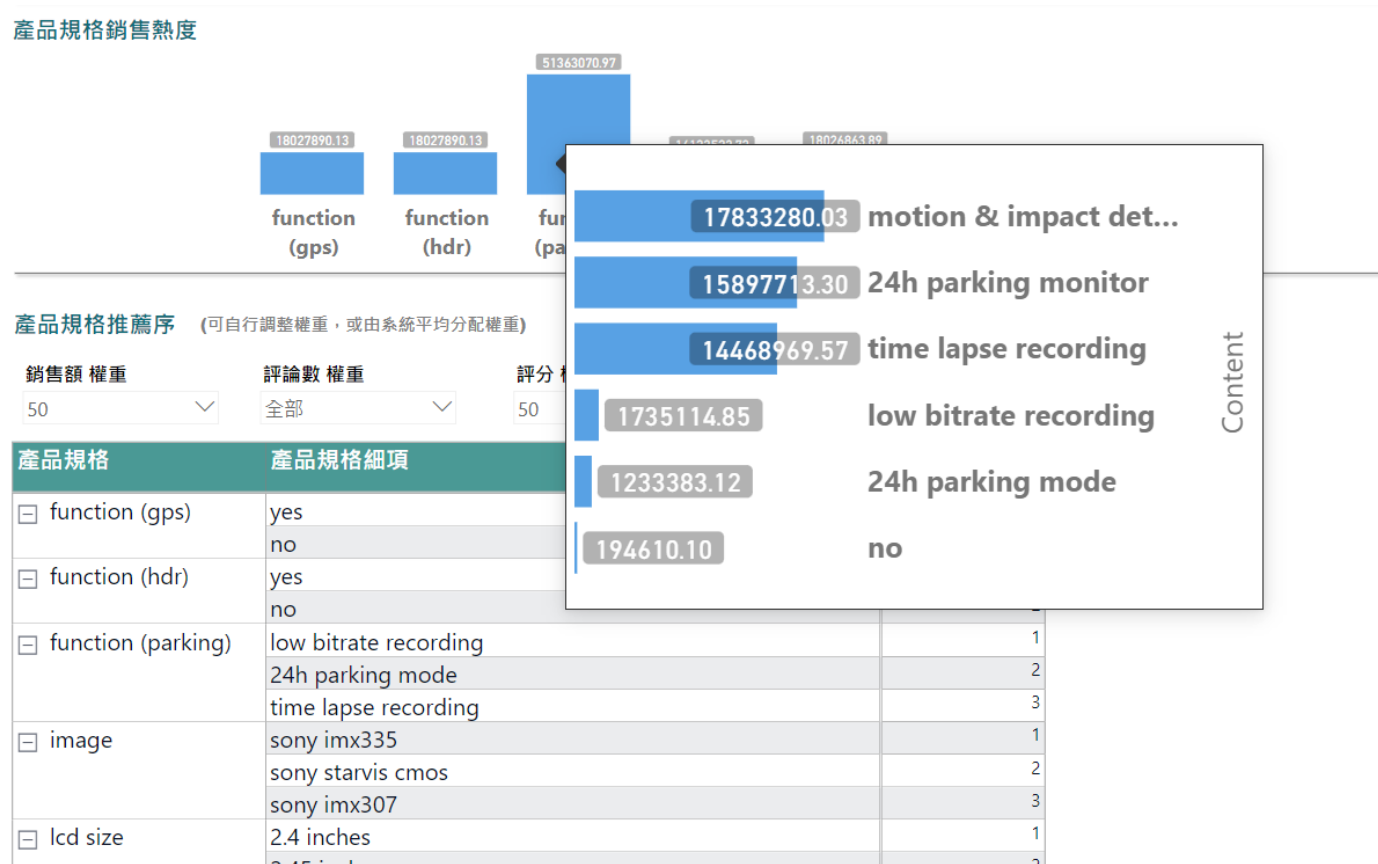 產品規格銷售熱度
51363070.97
18027890.13
18027890.13
18026863.89
function
(gps)
function
(hdr)
17833280.03 motion & impact det...
15897713.30 24h parking monitor
14468969.57 time lapse recording
1735114.85 low bitrate recording
1233383.12 24h parking mode
194610.10 no
Content
產品規格推薦序 (可自行調整權重,或由系統平均分配權重)
銷售額 權重 評論數 權重 評分
50 全部 50
產品規格 產品規格細項
function (gps) yes
no
function (hdr) yes
no
function (parking) low bitrate recording 1
24h parking mode 2
time lapse recording 3
image sony imx335 1
sony starvis cmos 2
sony imx307 3
lcd size 2.4 inches 1